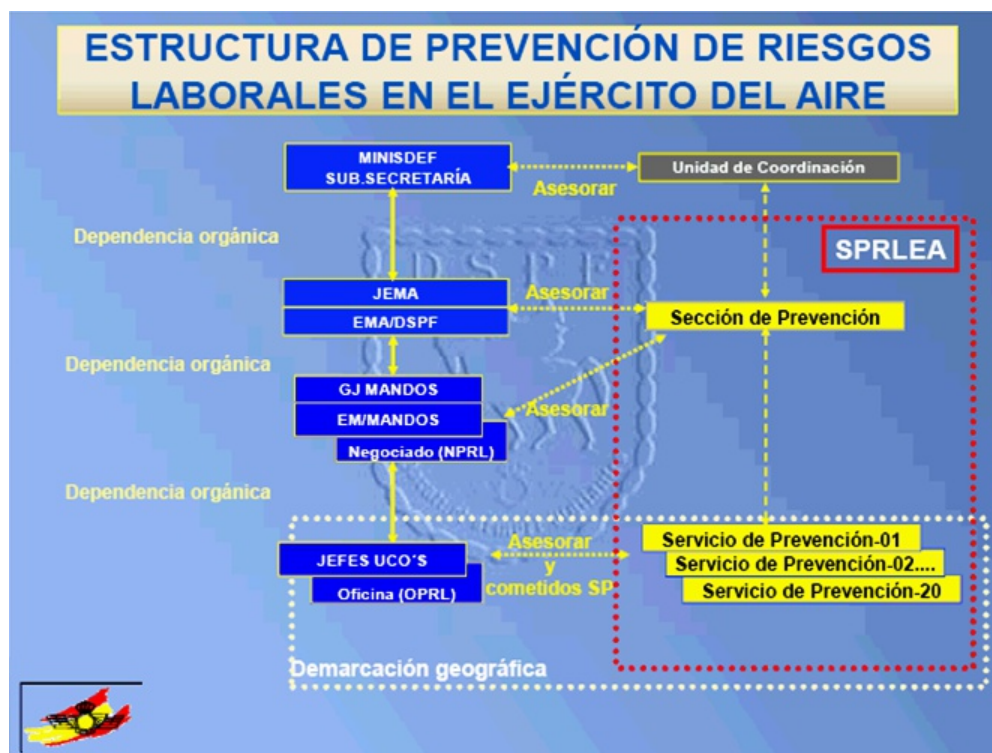 ESTRUCTURA DE PREVENCIÓN DE RIESGOS
LABORALES EN EL EJÉRCITO DEL AIRE
MINISDEF
SUB.SECRETARÍA
Asesorar
Unidad de Coordinación
Dependencia orgánica
SPRLEA
DSPF
JEMA
EMA/DSPF
Asesorar
Sección de Prevención
Dependencia orgánica
GJ MANDOS
EM/MANDOS
Negociado (NPRL)
Asesorar
Dependencia orgánica
JEFES UCO´S
Oficina (OPRL)
Asesorar
y
cometidos SP
Servicio de Prevención-01
Servicio de Prevención-02....
Servicio de Prevención-20
Demarcación geográfica